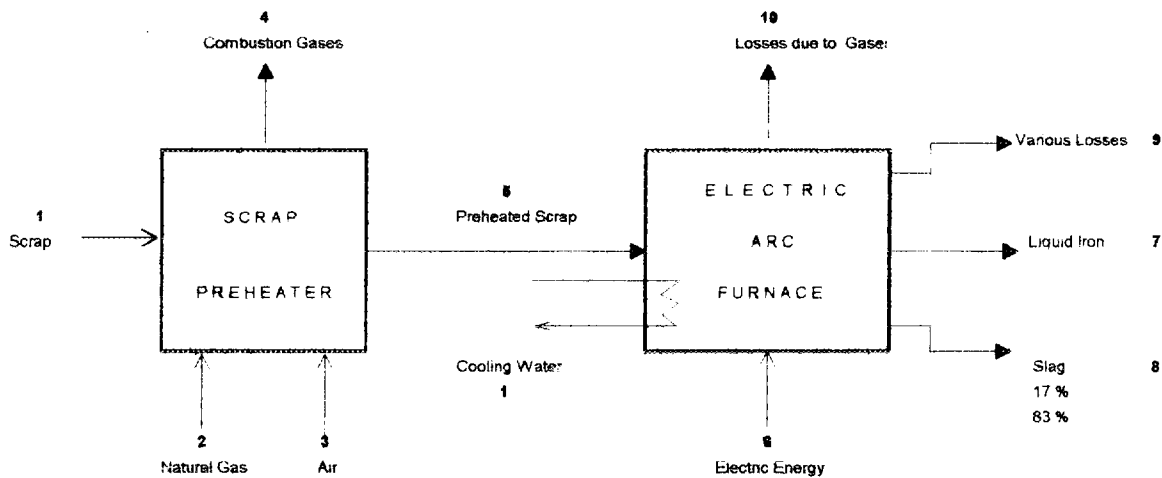 4
Combustion Gases
10
Losses due to Gase:
Various Losses 9
ELECTRIC
ARC
FURNACE
SCRAP
PREHEATER
1
Scrap
5
Preheated Scrap
Liquid Iron 7
Cooling Water
1
Slag 8
17 %
83 %
2
Natural Gas
3
Air
6
Electric Energy